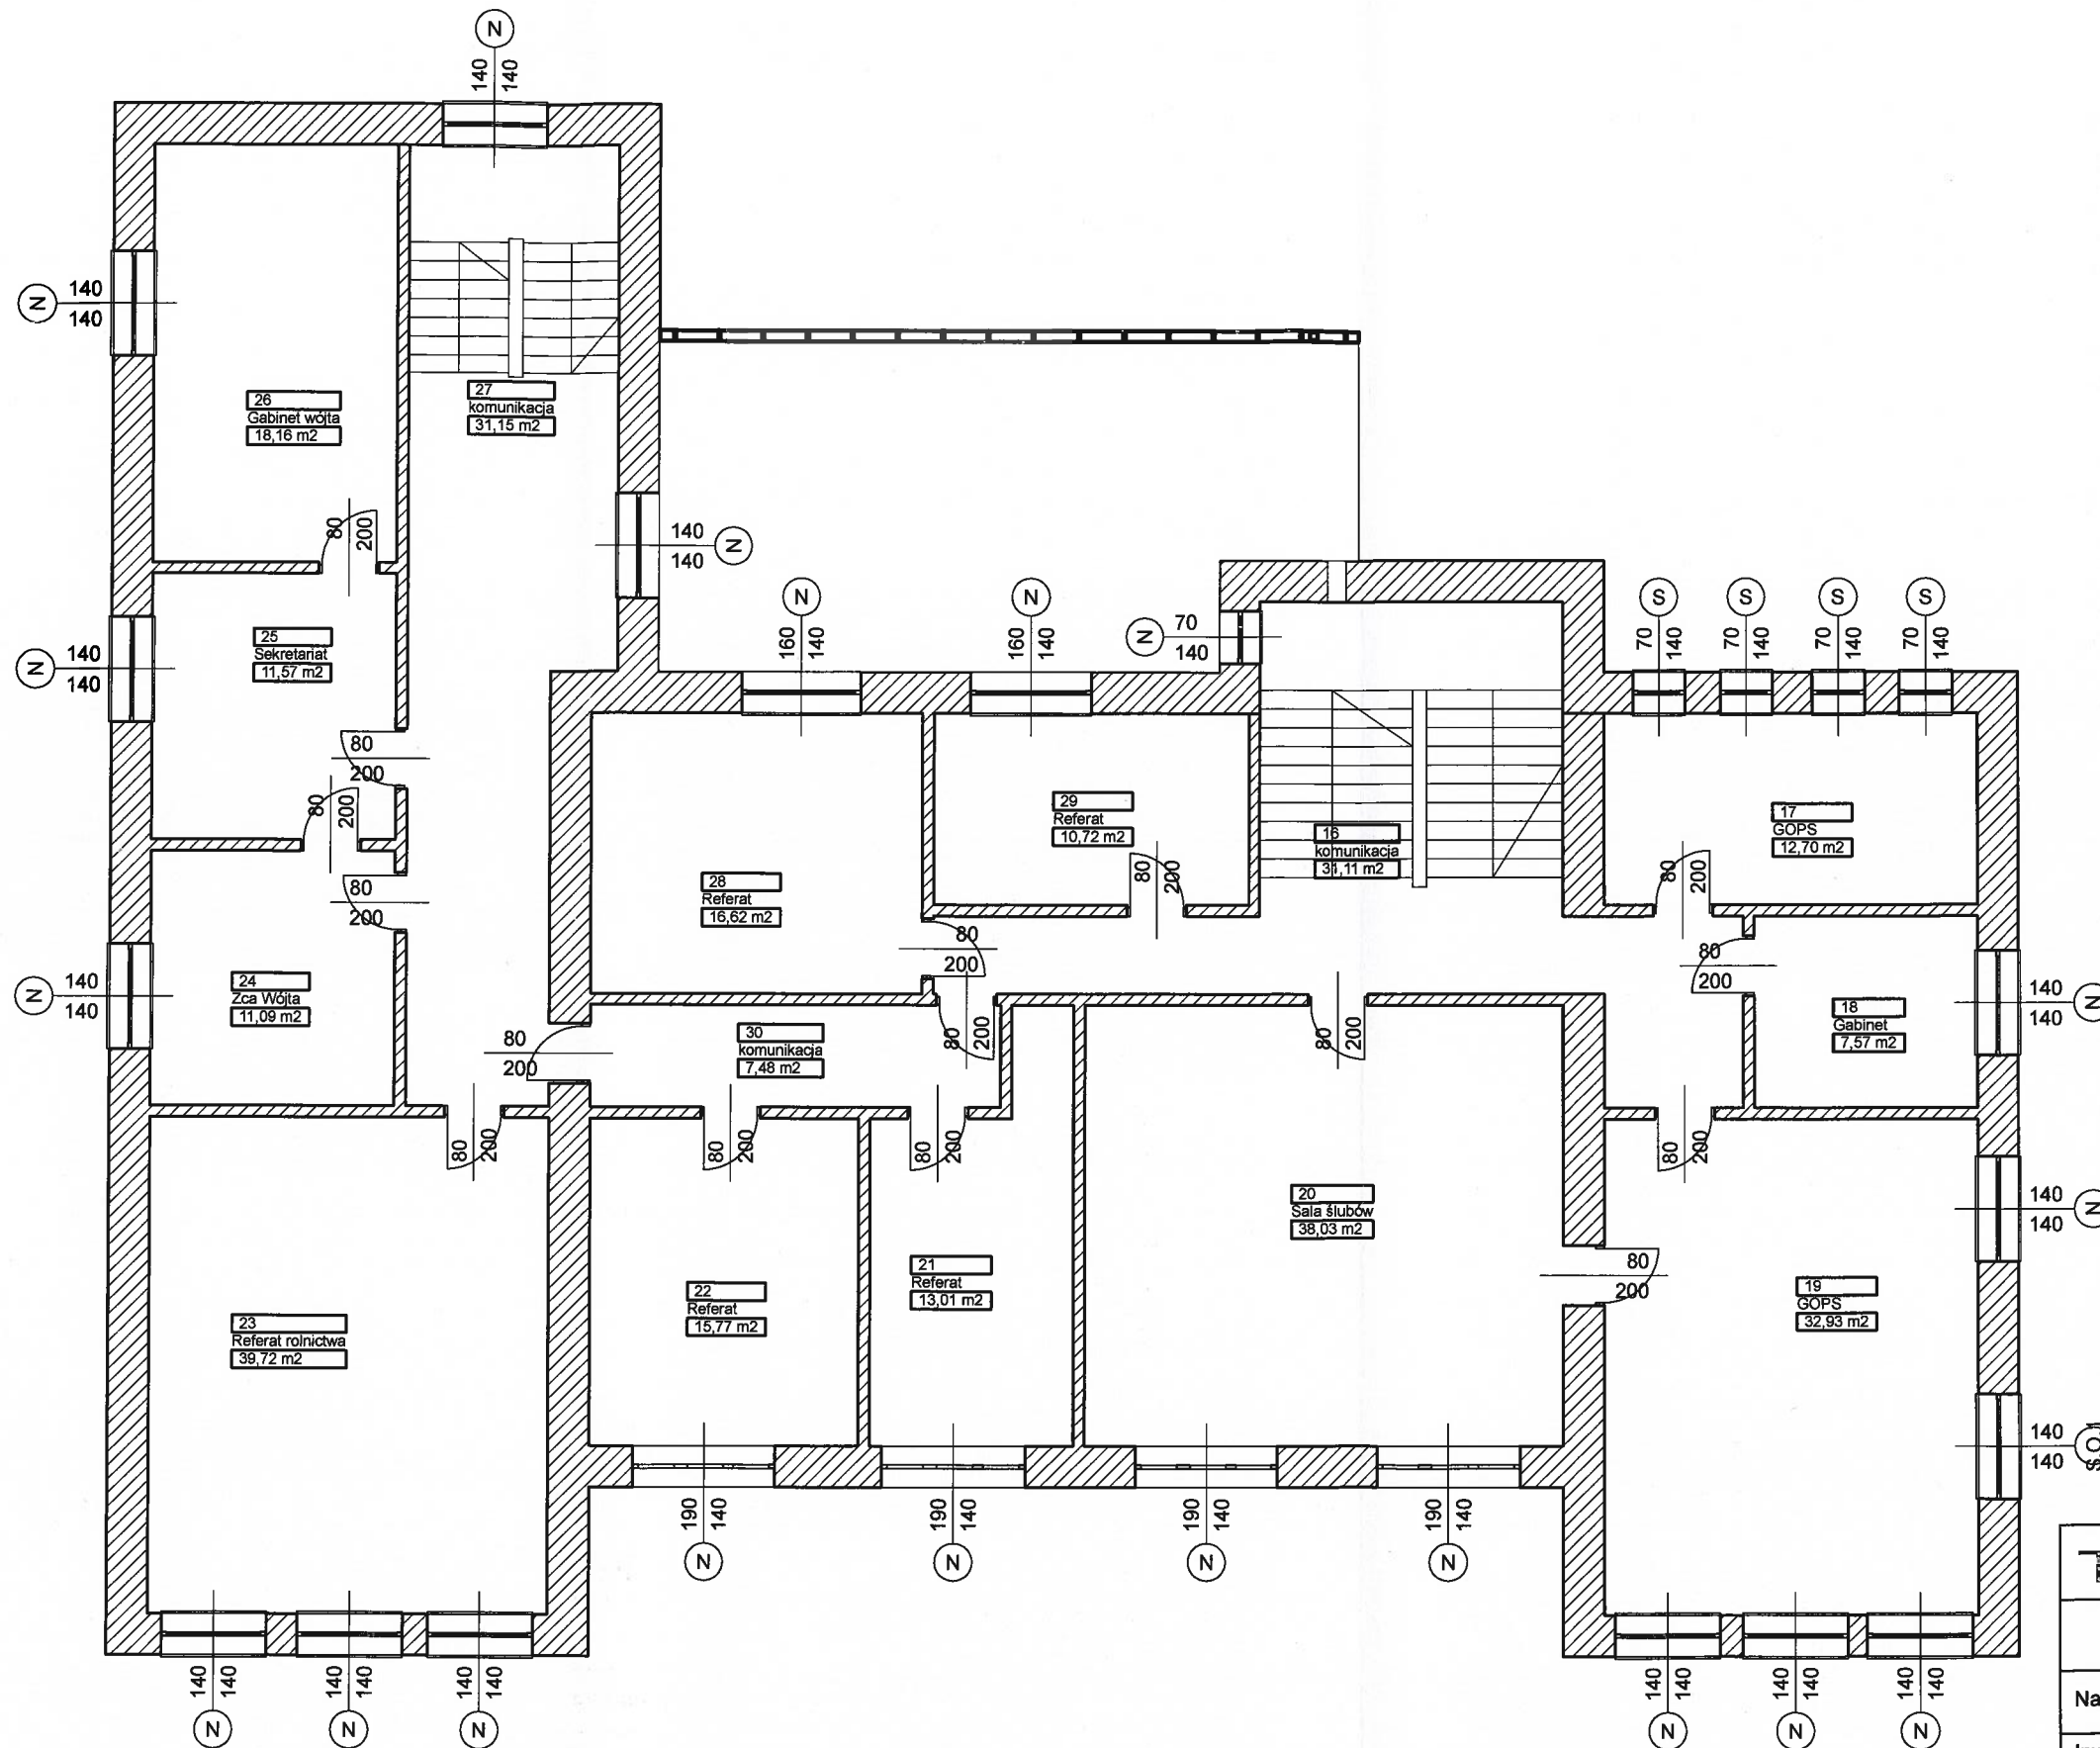 N
140
140
N
140
140
26
Gabinet wójta
18,16 m2
27
komunikacja
31,15 m2
80
200
140
140
N
N
140
140
25
Sekretariat
11,57 m2
80
200
80
200
N
160
140
N
160
140
N
70
140
S
70
140
S
70
140
S
70
140
S
70
140
28
Referat
16,62 m2
29
Referat
10,72 m2
80
200
16
komunikacja
31,11 m2
17
GOPS
12,70 m2
80
200
80
200
80
200
80
200
N
140
140
24
Zca Wójta
11,09 m2
18
Gabinet
7,57 m2
140
140
N
80
200
30
komunikacja
7,48 m2
80
200
80
200
80
200
80
200
80
200
80
200
140
140
N
20
Sala ślubów
38,03 m2
80
200
21
Referat
13,01 m2
22
Referat
15,77 m2
23
Referat rolnictwa
39,72 m2
19
GOPS
32,93 m2
140
140
190
140
N
190
140
N
190
140
N
190
140
N
140
140
N
140
140
N
140
140
N
140
140
N
140
140
N
140
140
N
Na